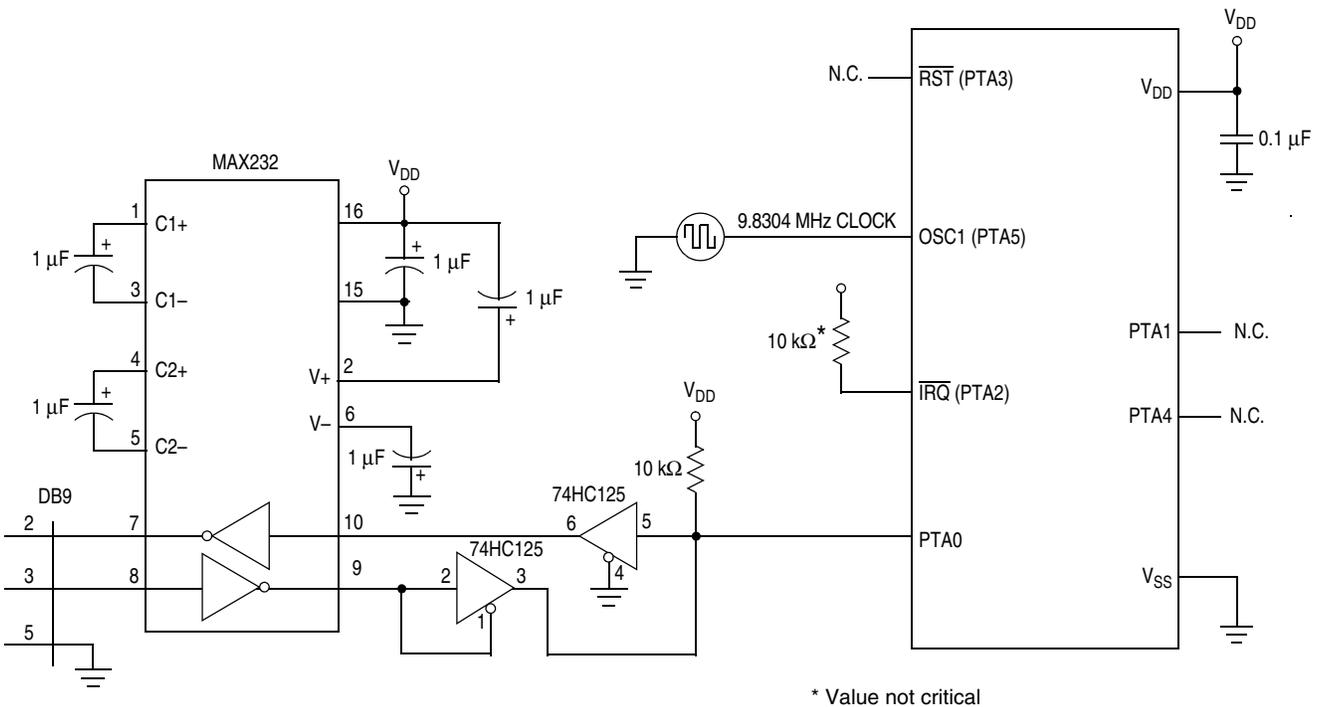 V_DD
N.C.
RST (PTA3)
V_DD
0.1 µF
MAX232
V_DD
1
C1+
16
+
1 µF
+
1 µF
9.8304 MHz CLOCK
OSC1 (PTA5)
3
C1–
15
1 µF
+
10 kΩ*
PTA1
N.C.
4
C2+
V+
2
+
1 µF
V_DD
IRQ (PTA2)
PTA4
N.C.
5
C2–
V–
6
1 µF
+
10 kΩ
DB9
74HC125
2
7
10
6
5
PTA0
74HC125
4
3
8
9
2
3
V_SS
1
5
* Value not critical